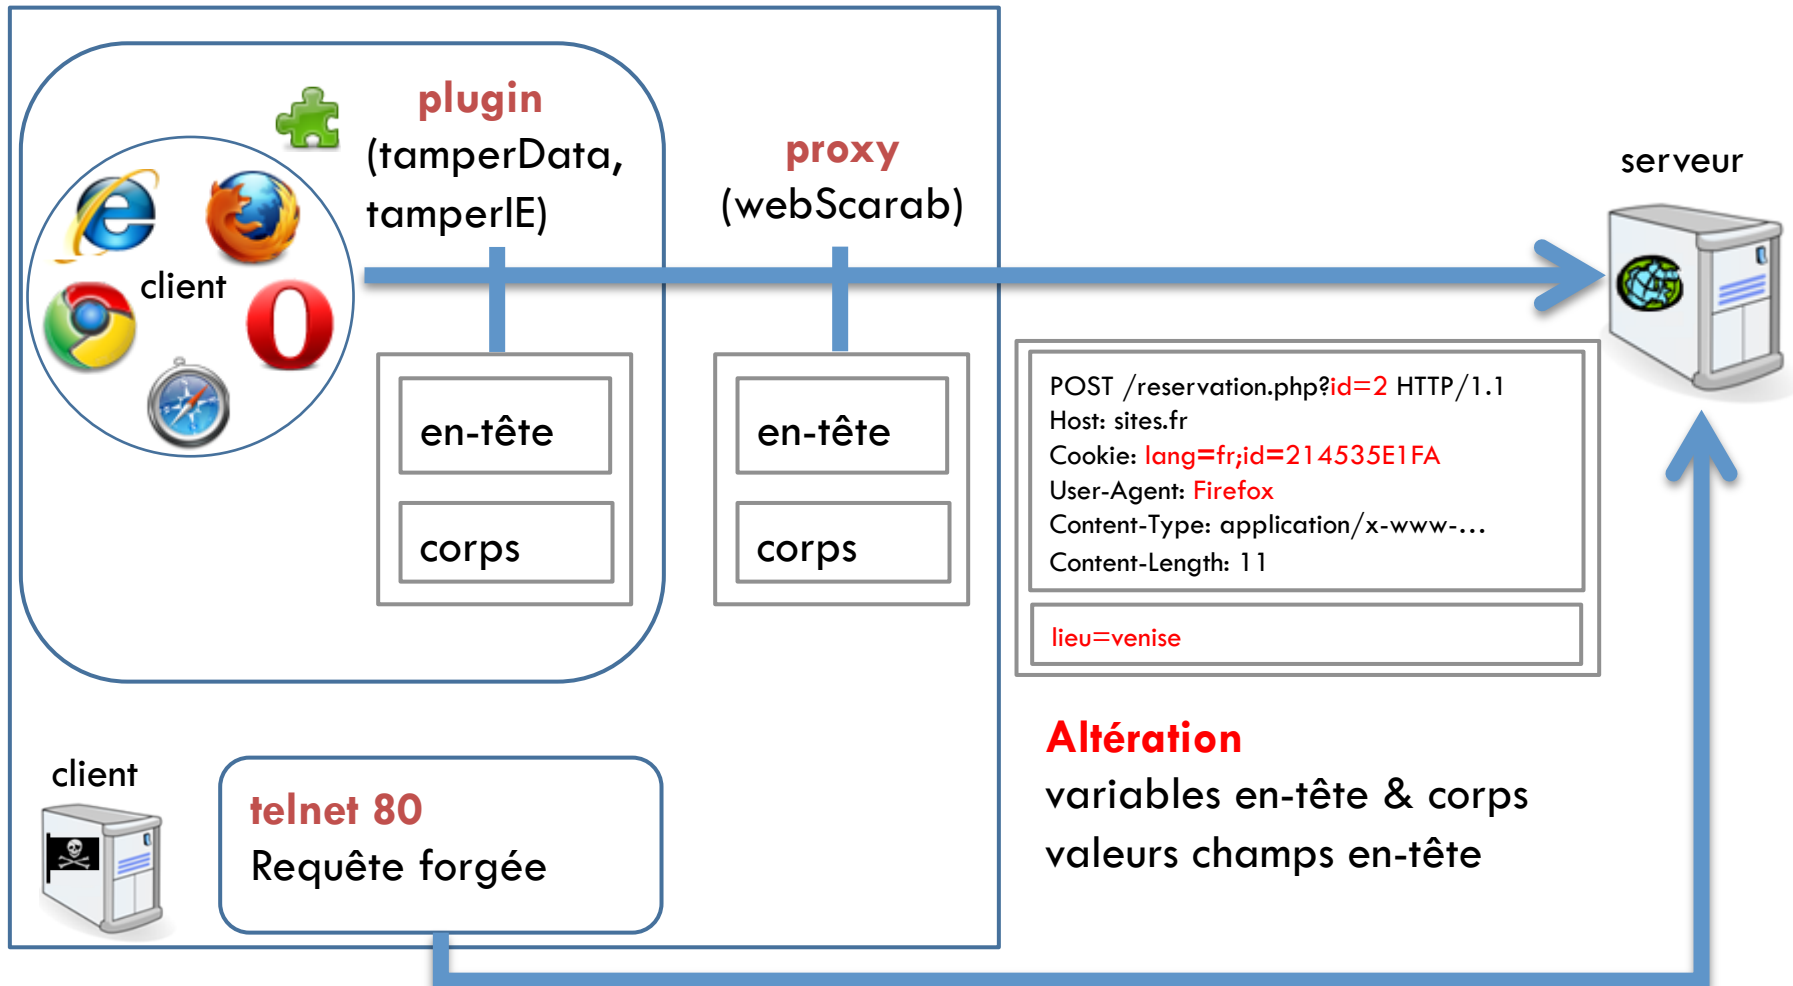 plugin
(tamperData,
tamperIE)
proxy
(webScarab)
serveur
client
en-tête
corps
en-tête
corps
POST /reservation.php?id=2 HTTP/1.1
Host: sites.fr
Cookie: lang=fr;id=214535E1FA
User-Agent: Firefox
Content-Type: application/x-www-...
Content-Length: 11
lieu=venise
Altération
variables en-tête & corps
valeurs champs en-tête
client
telnet 80
Requête forgée